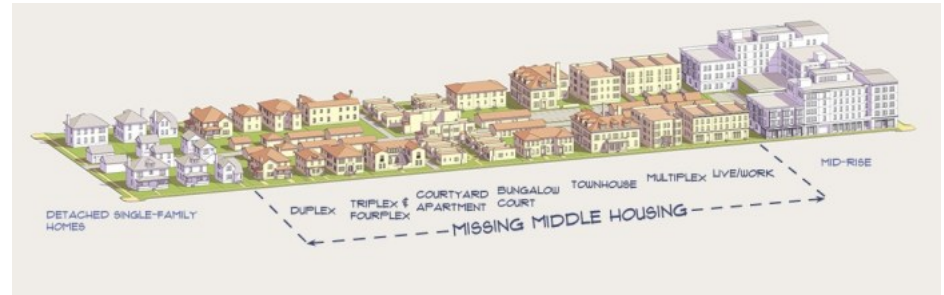 DETACHED SINGLE-FAMILY
HOMES
DUPLEX
TRIPLEX &
FOURPLEX
COURTYARD
APARTMENT
BUNGALOW
COURT
TOWNHOUSE
MULTIPLEX
LIVE/WORK
MID-RISE
MISSING MIDDLE HOUSING